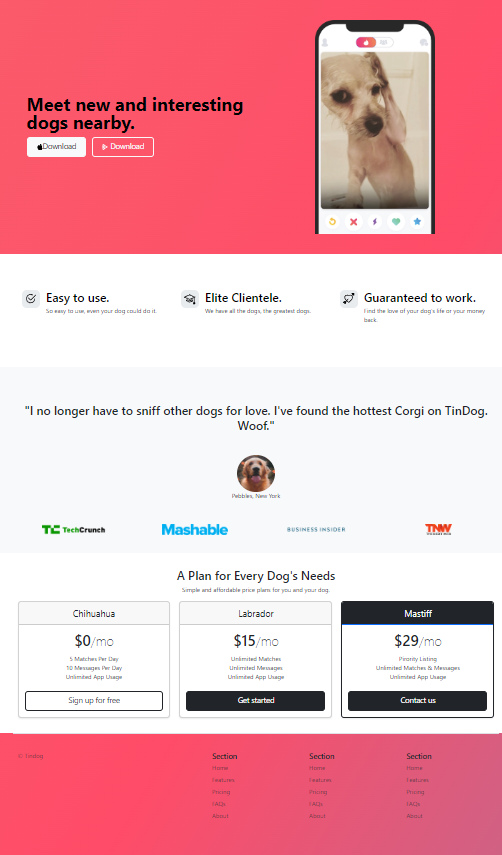 Meet new and interesting
dogs nearby.
Download
Download
Easy to use.
So easy to use, even your dog could do it.
Elite Clientele.
We have all the dogs, the greatest dogs.
Guaranteed to work.
Find the love of your dog's life or your money
back.
"I no longer have to sniff other dogs for love. I've found the hottest Corgi on TinDog.
Woof."
Pebbles, New York
TC TechCrunch
Mashable
BUSINESS INSIDER
TNW
A Plan for Every Dog's Needs
Simple and affordable price plans for you and your dog.
Chihuahua
$0/mo
5 Matches Per Day
10 Messages Per Day
Unlimited App Usage
Sign up for free
Labrador
$15/mo
Unlimited Matches
Unlimited Messages
Unlimited App Usage
Get started
Mastiff
$29/mo
Piroirty Listing
Unlimited Matches & Messages
Unlimited App Usage
Contact us
© Tindog
Section
Home
Features
Pricing
FAQs
About
Section
Home
Features
Pricing
FAQs
About
Section
Home
Features
Pricing
FAQs
About